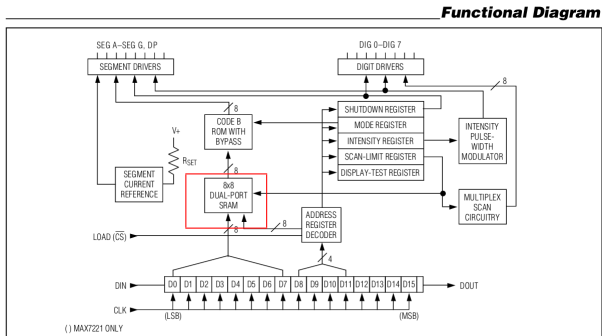 Functional Diagram
SEG A–SEG G, DP
DIG 0–DIG 7
SEGMENT DRIVERS
DIGIT DRIVERS
8
8
CODE B
ROM WITH
BYPASS
SHUTDOWN REGISTER
MODE REGISTER
INTENSITY REGISTER
SCAN-LIMIT REGISTER
DISPLAY-TEST REGISTER
INTENSITY
PULSE-
WIDTH
MODULATOR
V+
RSET
SEGMENT
CURRENT
REFERENCE
8
8x8
DUAL-PORT
SRAM
MULTIPLEX
SCAN
CIRCUITRY
ADDRESS
REGISTER
DECODER
8
8
LOAD (CS)
4
DIN
D0 D1 D2 D3 D4 D5 D6 D7 D8 D9 D10 D11 D12 D13 D14 D15
DOUT
CLK
(LSB)
(MSB)
( ) MAX7221 ONLY